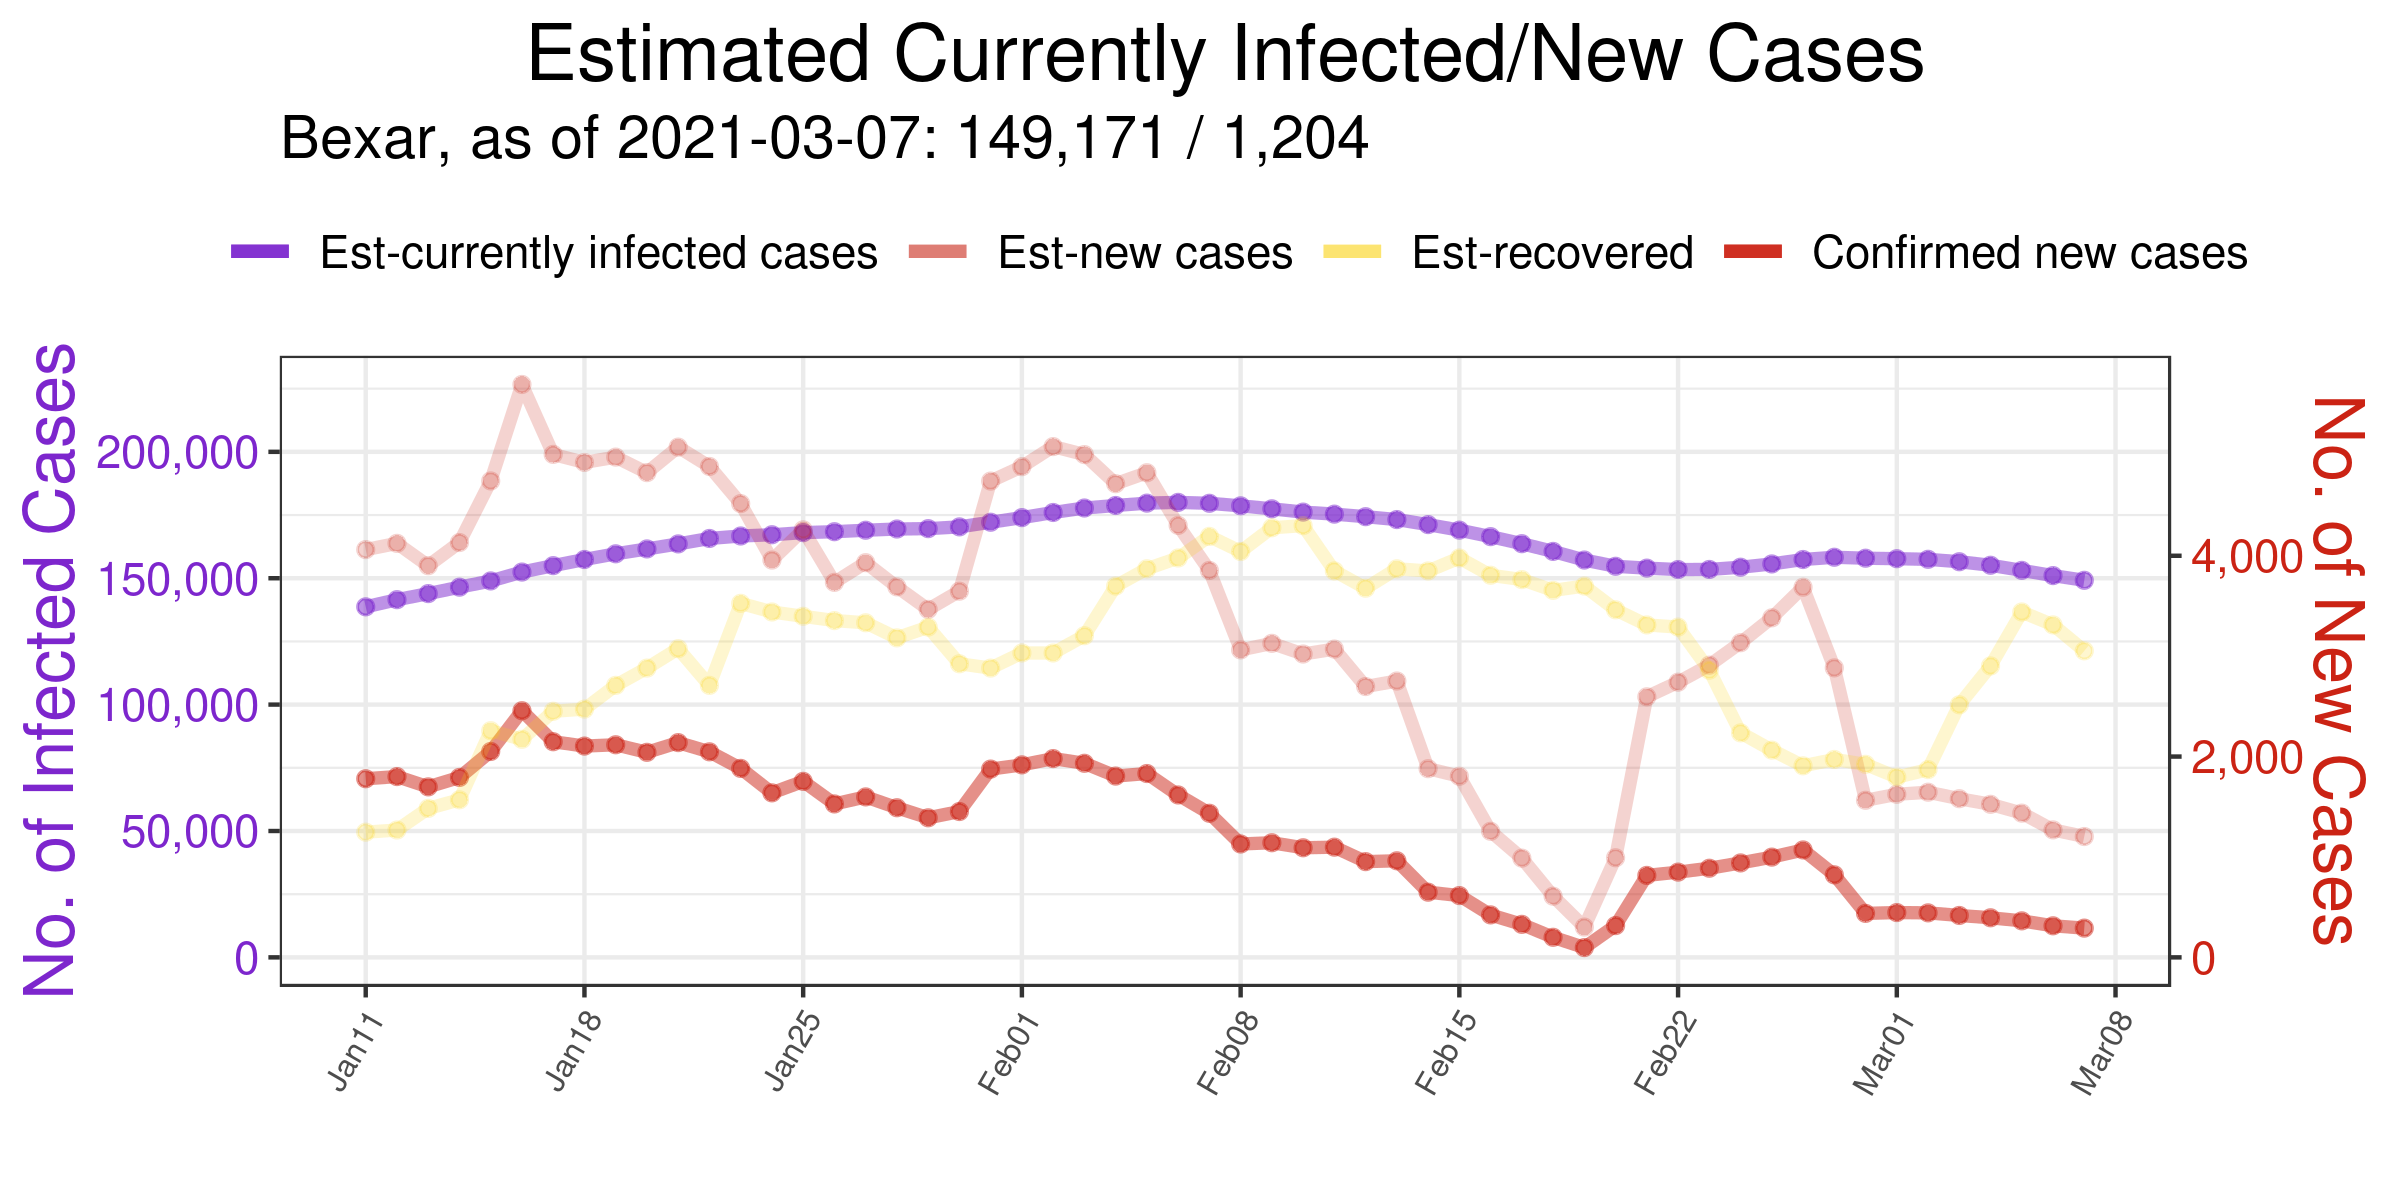 Estimated Currently Infected/New Cases
Bexar, as of 2021-03-07: 149,171 / 1,204
Est-currently infected cases Est-new cases Est-recovered Confirmed new cases
No. of Infected Cases
200,000
150,000
100,000
50,000
0
4,000
2,000
0
No. of New Cases
Jan11 Jan18 Jan25 Feb01 Feb08 Feb15 Feb22 Mar01 Mar08